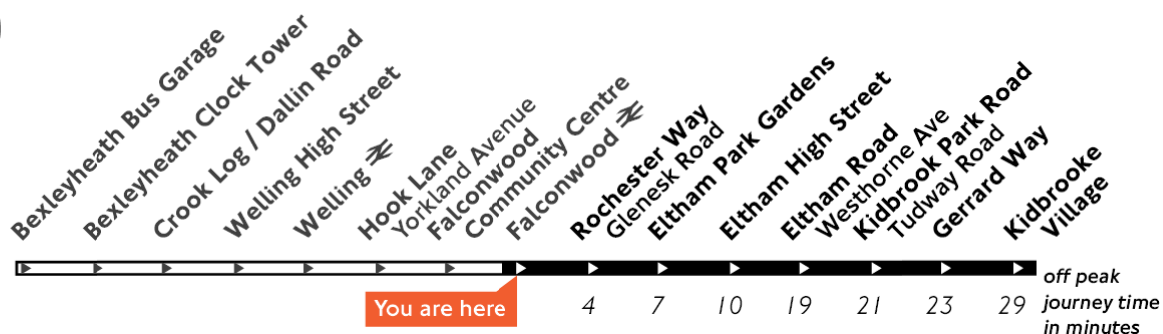 Bexleyheath Bus Garage
Bexleyheath Clock Tower
Crook Log / Dallin Road
Welling High Street
Welling
Hook Lane
Yorkland Avenue
Falconwood
Community Centre
Falconwood
Rochester Way
Glenesk Road
Eltham Park Gardens
Eltham High Street
Eltham Road
Westhorne Ave
Kidbrook Park Road
Tudway Road
Gerrard Way
Kidbrooke
Village
You are here
4 7 10 19 21 23 29
off peak
journey time
in minutes